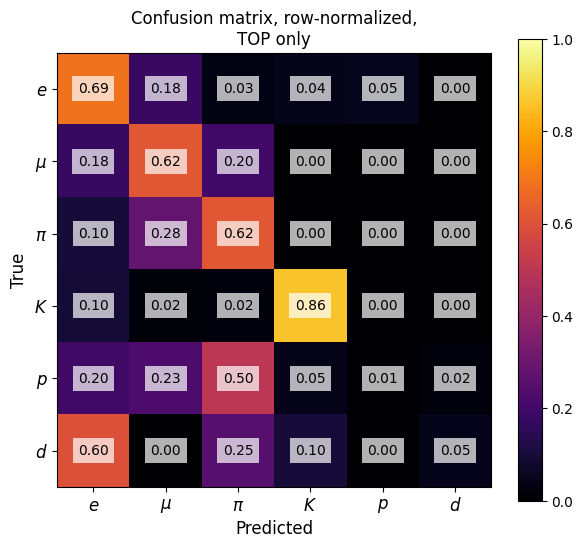 Confusion matrix, row-normalized,
TOP only
e 0.69 0.18 0.03 0.04 0.05 0.00
μ 0.18 0.62 0.20 0.00 0.00 0.00
π 0.10 0.28 0.62 0.00 0.00 0.00
K 0.10 0.02 0.02 0.86 0.00 0.00
p 0.20 0.23 0.50 0.05 0.01 0.02
d 0.60 0.00 0.25 0.10 0.00 0.05
e μ π K p d
True
Predicted
1.0
0.8
0.6
0.4
0.2
0.0